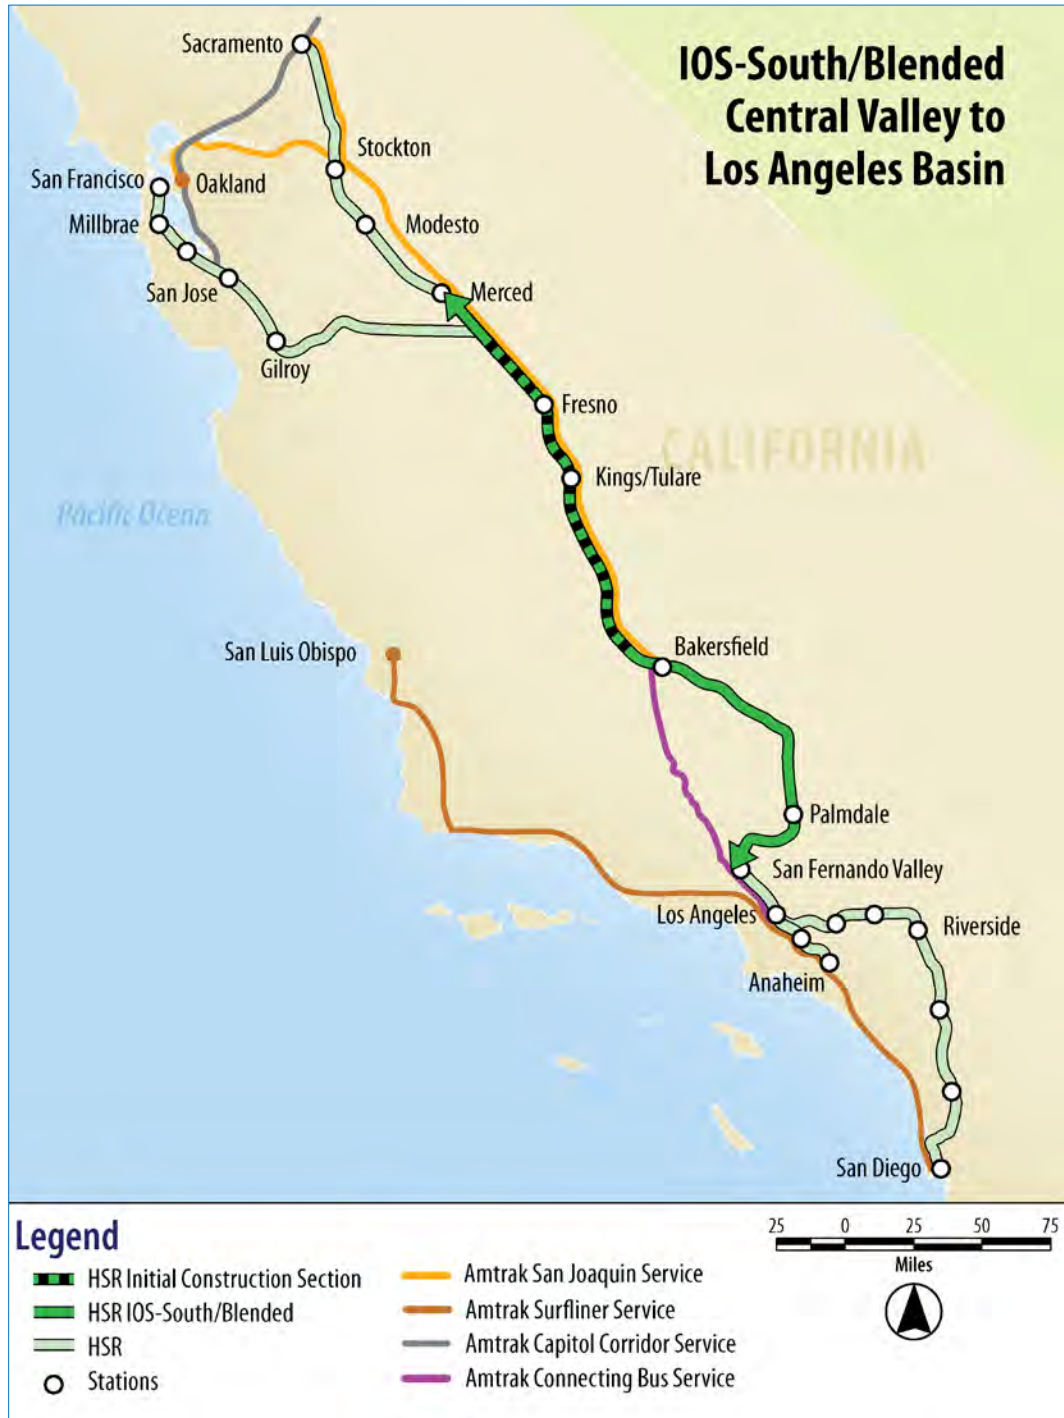 IOS-South/Blended
Central Valley to
Los Angeles Basin
Sacramento
Stockton
San Francisco
Oakland
Millbrae
Modesto
San Jose
Merced
Gilroy
Fresno
CALIFORNIA
Kings/Tulare
Pacific Ocenn
San Luis Obispo
Bakersfield
Palmdale
San Fernando Valley
Los Angeles
Riverside
Anaheim
San Diego
Legend
HSR Initial Construction Section
HSR IOS-South/Blended
HSR
Stations
Amtrak San Joaquin Service
Amtrak Surfliner Service
Amtrak Capitol Corridor Service
Amtrak Connecting Bus Service
25 0 25 50 75
Miles